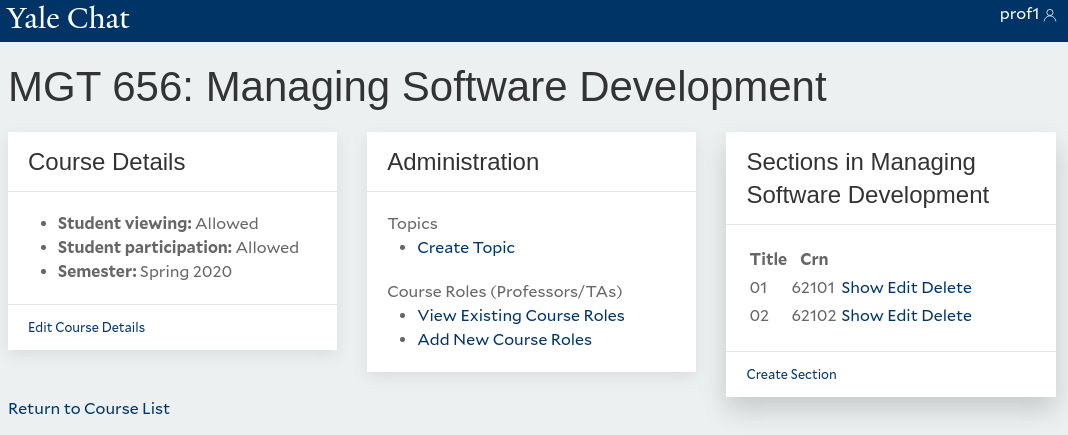 Yale Chat
prof1
MGT 656: Managing Software Development
Course Details
Student viewing: Allowed
Student participation: Allowed
Semester: Spring 2020
Edit Course Details
Administration
Topics
Create Topic
Course Roles (Professors/TAs)
View Existing Course Roles
Add New Course Roles
Sections in Managing
Software Development
Title Crn
01 62101 Show Edit Delete
02 62102 Show Edit Delete
Create Section
Return to Course List